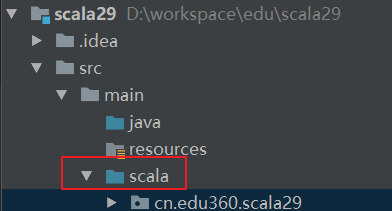 scala29 D:\workspace\edu\scala29
.idea
src
main
java
resources
scala
cn.edu360.scala29